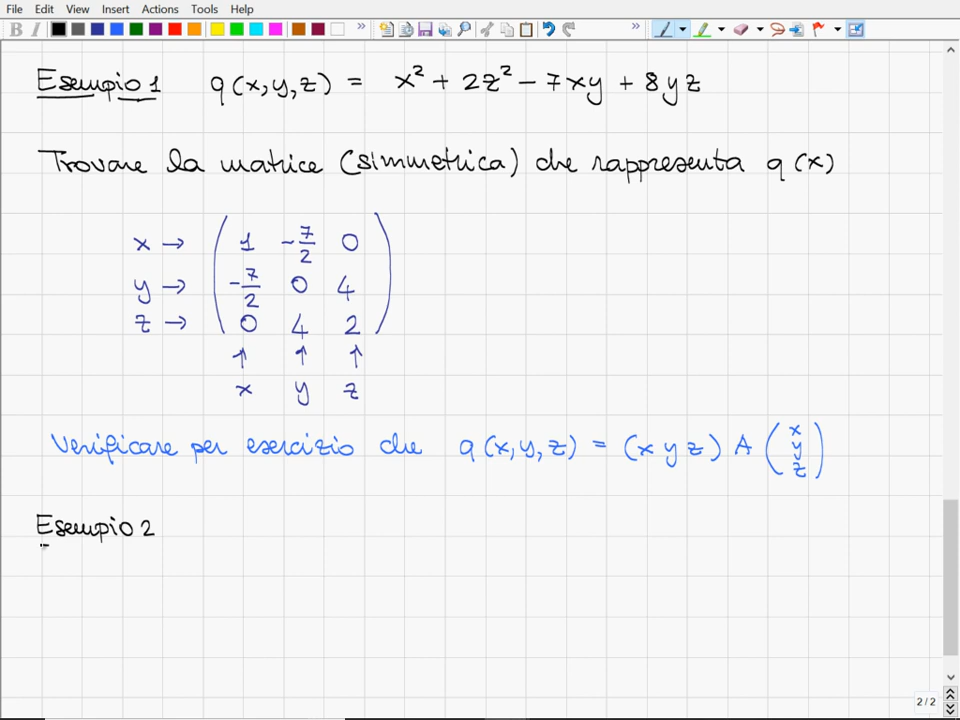 File Edit View Insert Actions Tools Help
B I » »
Esempio 1 q(x,y,z) = x² + 2z² - 7xy + 8yz
Trovare la matrice (simmetrica) che rappresenta q(x)
x → 1 -7/2 0
y → -7/2 0 4
z → 0 4 2
↑ ↑ ↑
x y z
Verificare per esercizio che q(x,y,z) = (x y z) A (x y z)
Esempio 2
2 / 2